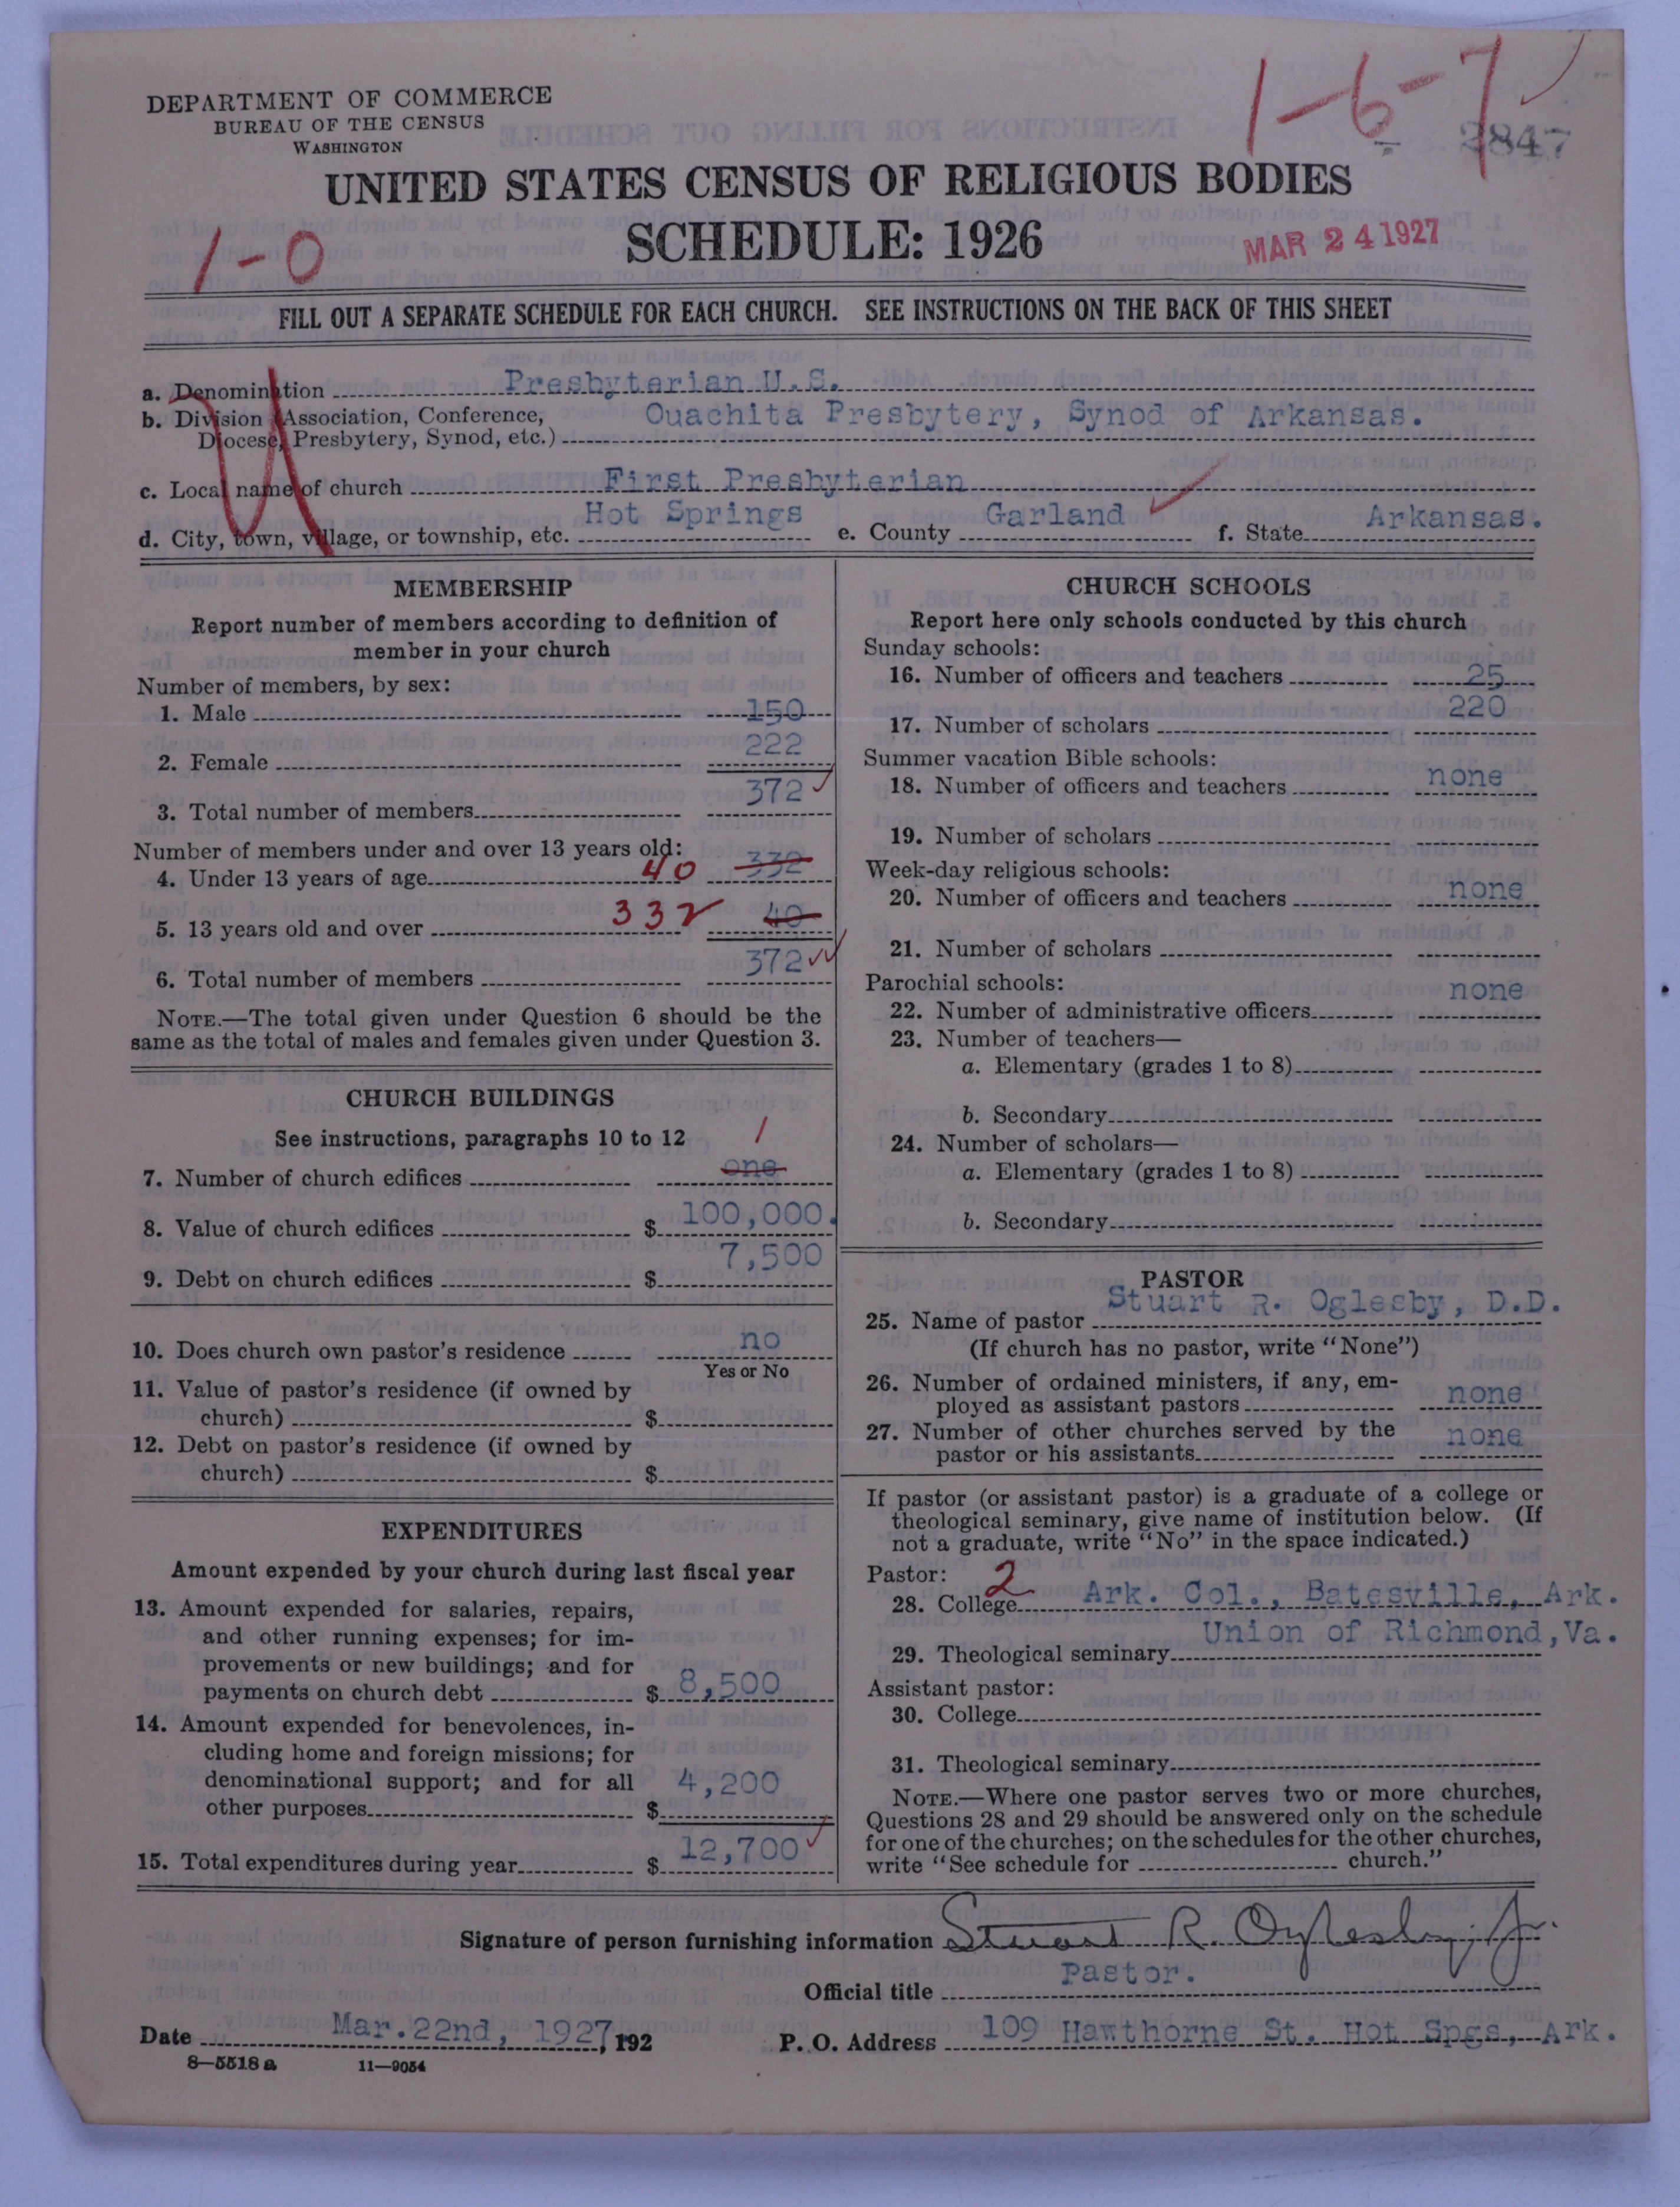 DEPARTMENT OF COMMERCE
BUREAU OF THE CENSUS
WASHINGTON
1-6-7
2847
UNITED STATES CENSUS OF RELIGIOUS BODIES
SCHEDULE: 1926
MAR 24 1927
1-0
FILL OUT A SEPARATE SCHEDULE FOR EACH CHURCH. SEE INSTRUCTIONS ON THE BACK OF THIS SHEET
a. Denomination Presbyterian U.S.
b. Division (Association, Conference, Diocese, Presbytery, Synod, etc.) Ouachita Presbytery, Synod of Arkansas.
c. Local name of church First Presbyterian
d. City, town, village, or township, etc. Hot Springs e. County Garland f. State Arkansas.
MEMBERSHIP
Report number of members according to definition of
member in your church
Number of members, by sex:
1. Male 150
2. Female 222
3. Total number of members 372
Number of members under and over 13 years old:
4. Under 13 years of age 40 332
5. 13 years old and over 332 40
6. Total number of members 372
NOTE.—The total given under Question 6 should be the
same as the total of males and females given under Question 3.
CHURCH BUILDINGS
See instructions, paragraphs 10 to 12
1
7. Number of church edifices one
8. Value of church edifices $ 100,000.
9. Debt on church edifices $ 7,500
10. Does church own pastor's residence no
Yes or No
11. Value of pastor's residence (if owned by
church) $
12. Debt on pastor's residence (if owned by
church) $
EXPENDITURES
Amount expended by your church during last fiscal year
13. Amount expended for salaries, repairs,
and other running expenses; for im-
provements or new buildings; and for
payments on church debt $ 8,500
14. Amount expended for benevolences, in-
cluding home and foreign missions; for
denominational support; and for all
other purposes $ 4,200
15. Total expenditures during year $ 12,700
CHURCH SCHOOLS
Report here only schools conducted by this church
Sunday schools:
16. Number of officers and teachers 25
17. Number of scholars 220
Summer vacation Bible schools:
18. Number of officers and teachers none
19. Number of scholars
Week-day religious schools:
20. Number of officers and teachers none
21. Number of scholars
Parochial schools:
22. Number of administrative officers none
23. Number of teachers—
a. Elementary (grades 1 to 8)
b. Secondary
24. Number of scholars—
a. Elementary (grades 1 to 8)
b. Secondary
PASTOR
25. Name of pastor Stuart R. Oglesby, D.D.
(If church has no pastor, write "None")
26. Number of ordained ministers, if any, em-
ployed as assistant pastors none
27. Number of other churches served by the
pastor or his assistants none
If pastor (or assistant pastor) is a graduate of a college or
theological seminary, give name of institution below. (If
not a graduate, write "No" in the space indicated.)
Pastor: 2
28. College Ark. Col., Batesville, Ark.
29. Theological seminary Union of Richmond, Va.
Assistant pastor:
30. College
31. Theological seminary
NOTE.—Where one pastor serves two or more churches,
Questions 28 and 29 should be answered only on the schedule
for one of the churches; on the schedules for the other churches,
write "See schedule for church."
Signature of person furnishing information Stuart R. Oglesby, Jr.
Official title Pastor.
Date Mar. 22nd, 1927, 192 P. O. Address 109 Hawthorne St. Hot Spgs, Ark.
8—5518 a 11—9054